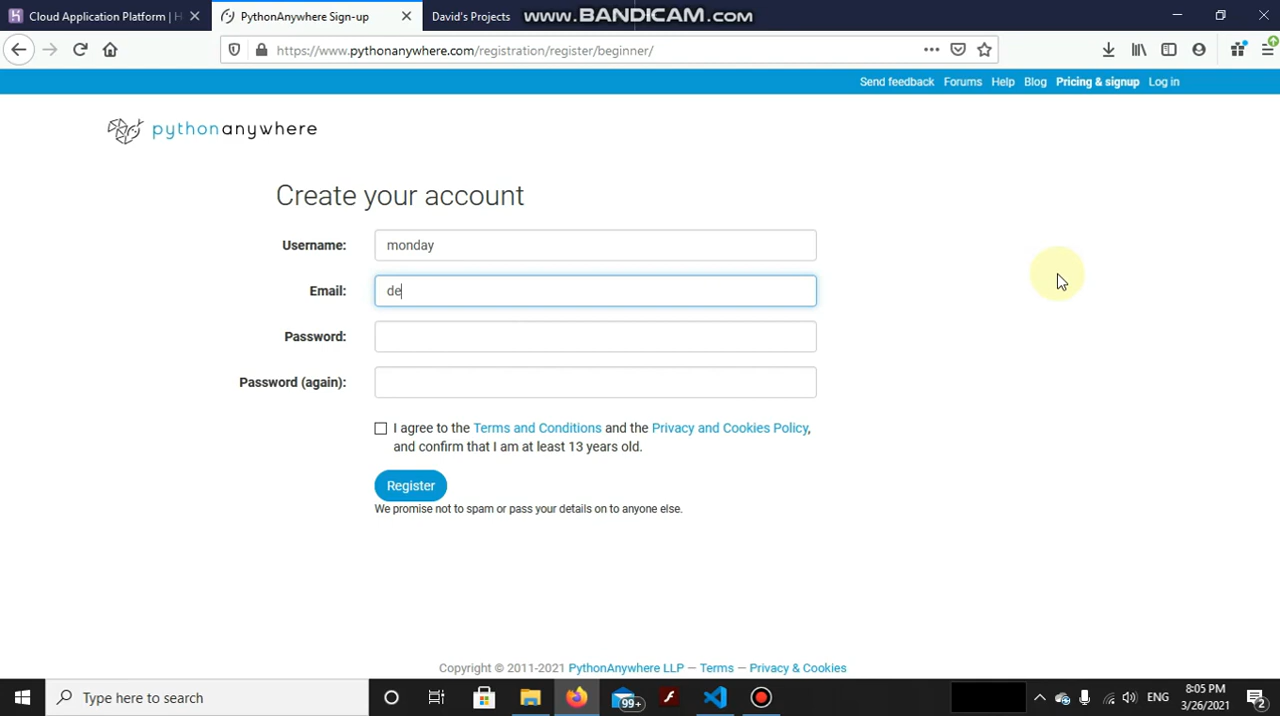 Application Platform | H
PythonAnywhere Sign-up
David's Projects
www.BANDICAM.com
https://www.pythonanywhere.com/registration/register/beginner/
Send feedback Forums Help Blog Pricing & signup Log in
pythonanywhere
Create your account
Username: monday
Email: de
Password:
Password (again):
I agree to the Terms and Conditions and the Privacy and Cookies Policy,
and confirm that I am at least 13 years old.
Register
We promise not to spam or pass your details on to anyone else.
Copyright © 2011-2021 PythonAnywhere LLP — Terms — Privacy & Cookies
Type here to search
99+
ENG
8:05 PM
3/26/2021
2